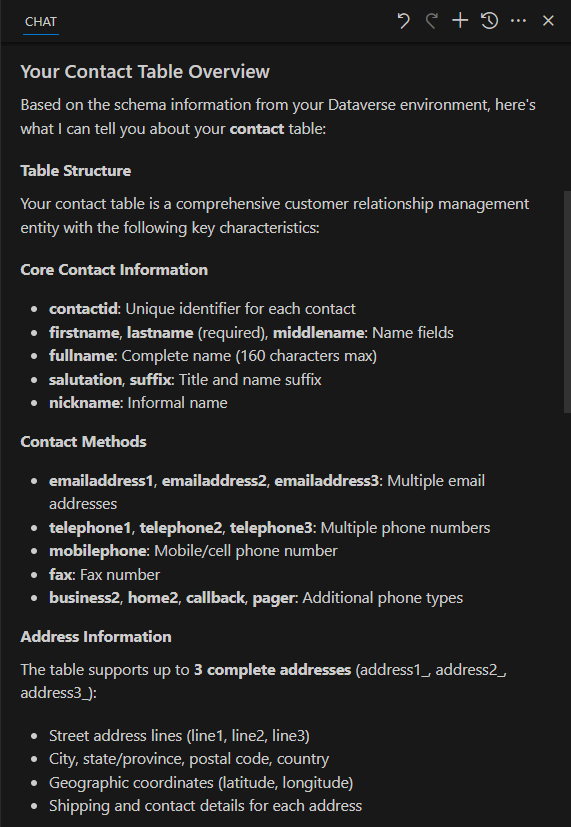 CHAT
Your Contact Table Overview
Based on the schema information from your Dataverse environment, here's
what I can tell you about your contact table:
Table Structure
Your contact table is a comprehensive customer relationship management
entity with the following key characteristics:
Core Contact Information
• contactid: Unique identifier for each contact
• firstname, lastname (required), middlename: Name fields
• fullname: Complete name (160 characters max)
• salutation, suffix: Title and name suffix
• nickname: Informal name
Contact Methods
• emailaddress1, emailaddress2, emailaddress3: Multiple email
addresses
• telephone1, telephone2, telephone3: Multiple phone numbers
• mobilephone: Mobile/cell phone number
• fax: Fax number
• business2, home2, callback, pager: Additional phone types
Address Information
The table supports up to 3 complete addresses (address1_, address2_,
address3_):
• Street address lines (line1, line2, line3)
• City, state/province, postal code, country
• Geographic coordinates (latitude, longitude)
• Shipping and contact details for each address